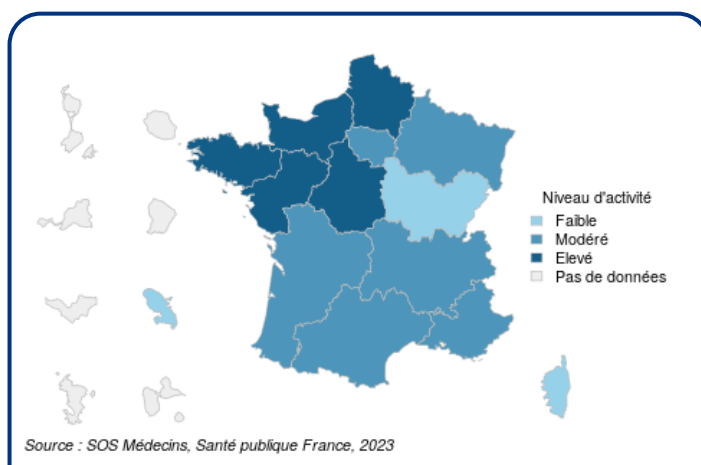 Niveau d'activité
Faible
Modéré
Elevé
Pas de données
Source : SOS Médecins, Santé publique France, 2023